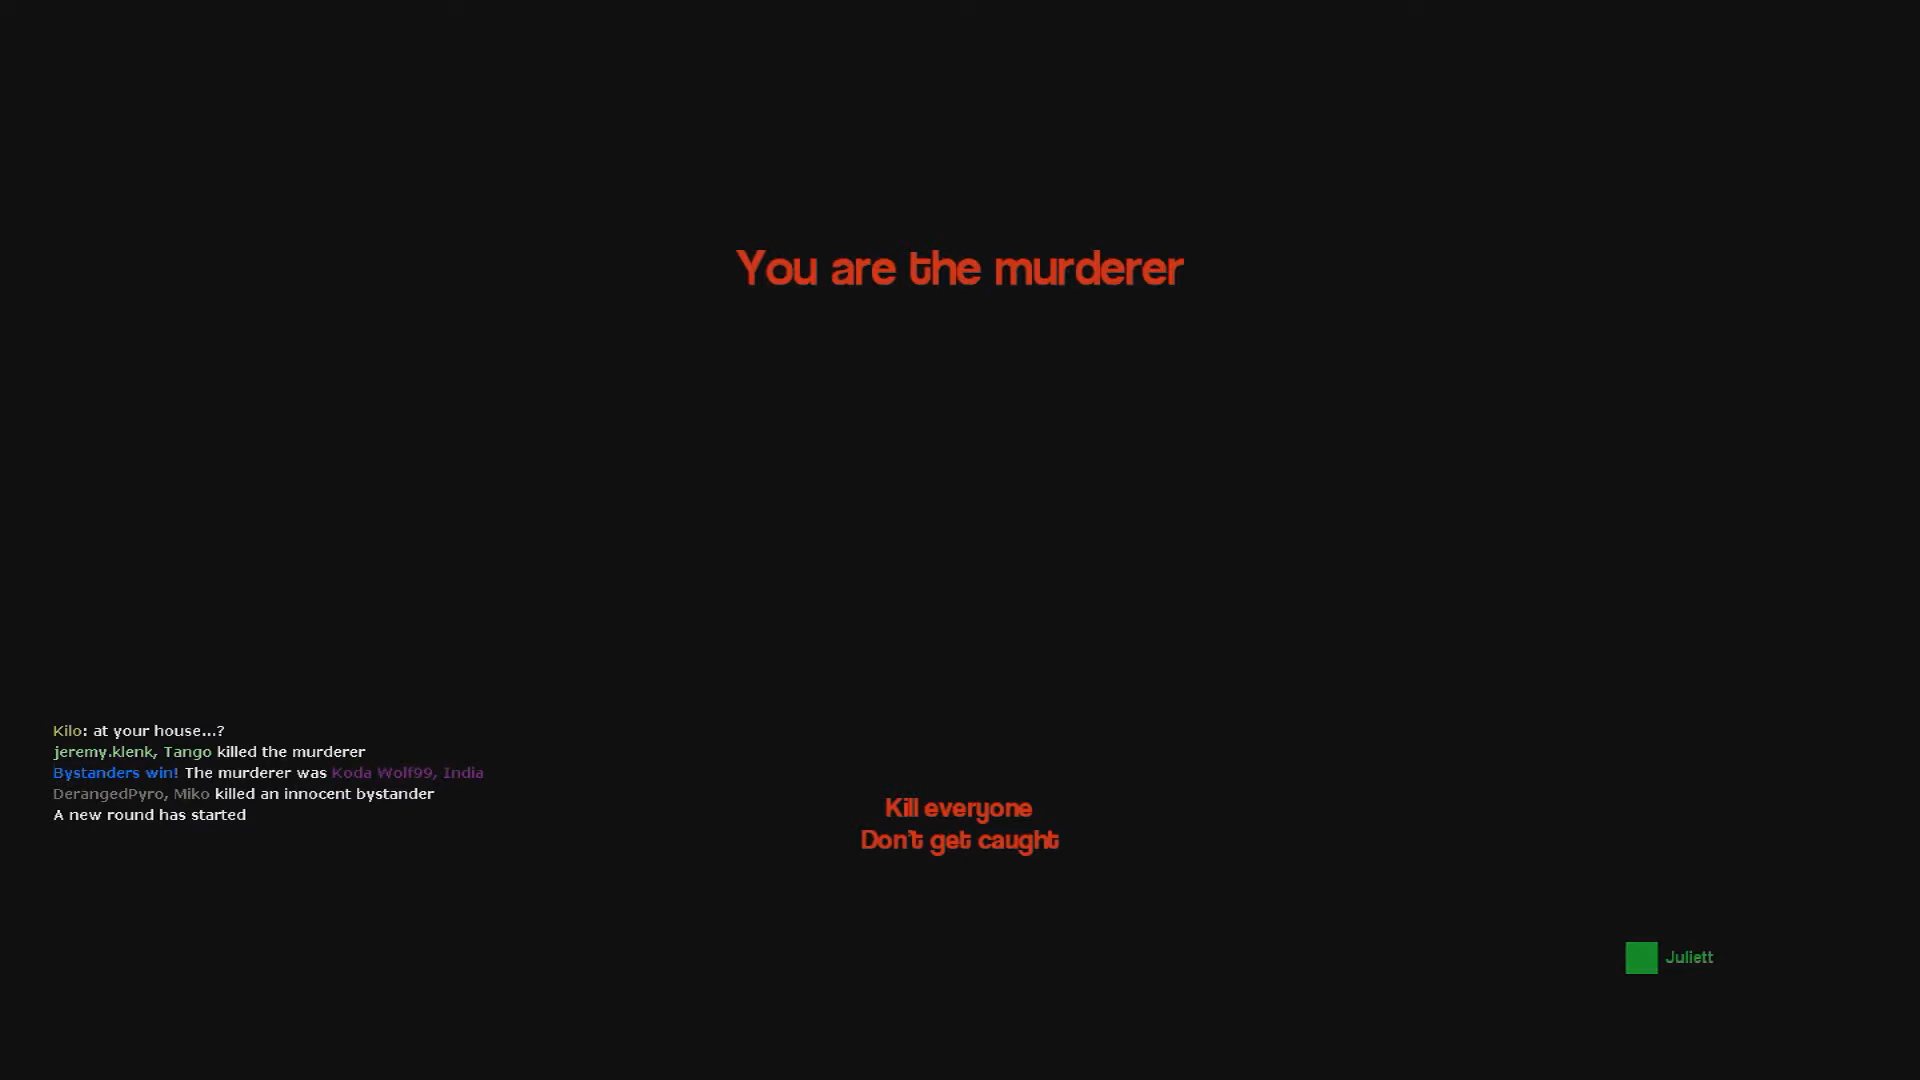 You are the murderer
Kilo: at your house...?
jeremy.klenk, Tango killed the murderer
Bystanders win! The murderer was Koda Wolf99, India
DerangedPyro, Miko killed an innocent bystander
A new round has started
Kill everyone
Don't get caught
Juliett